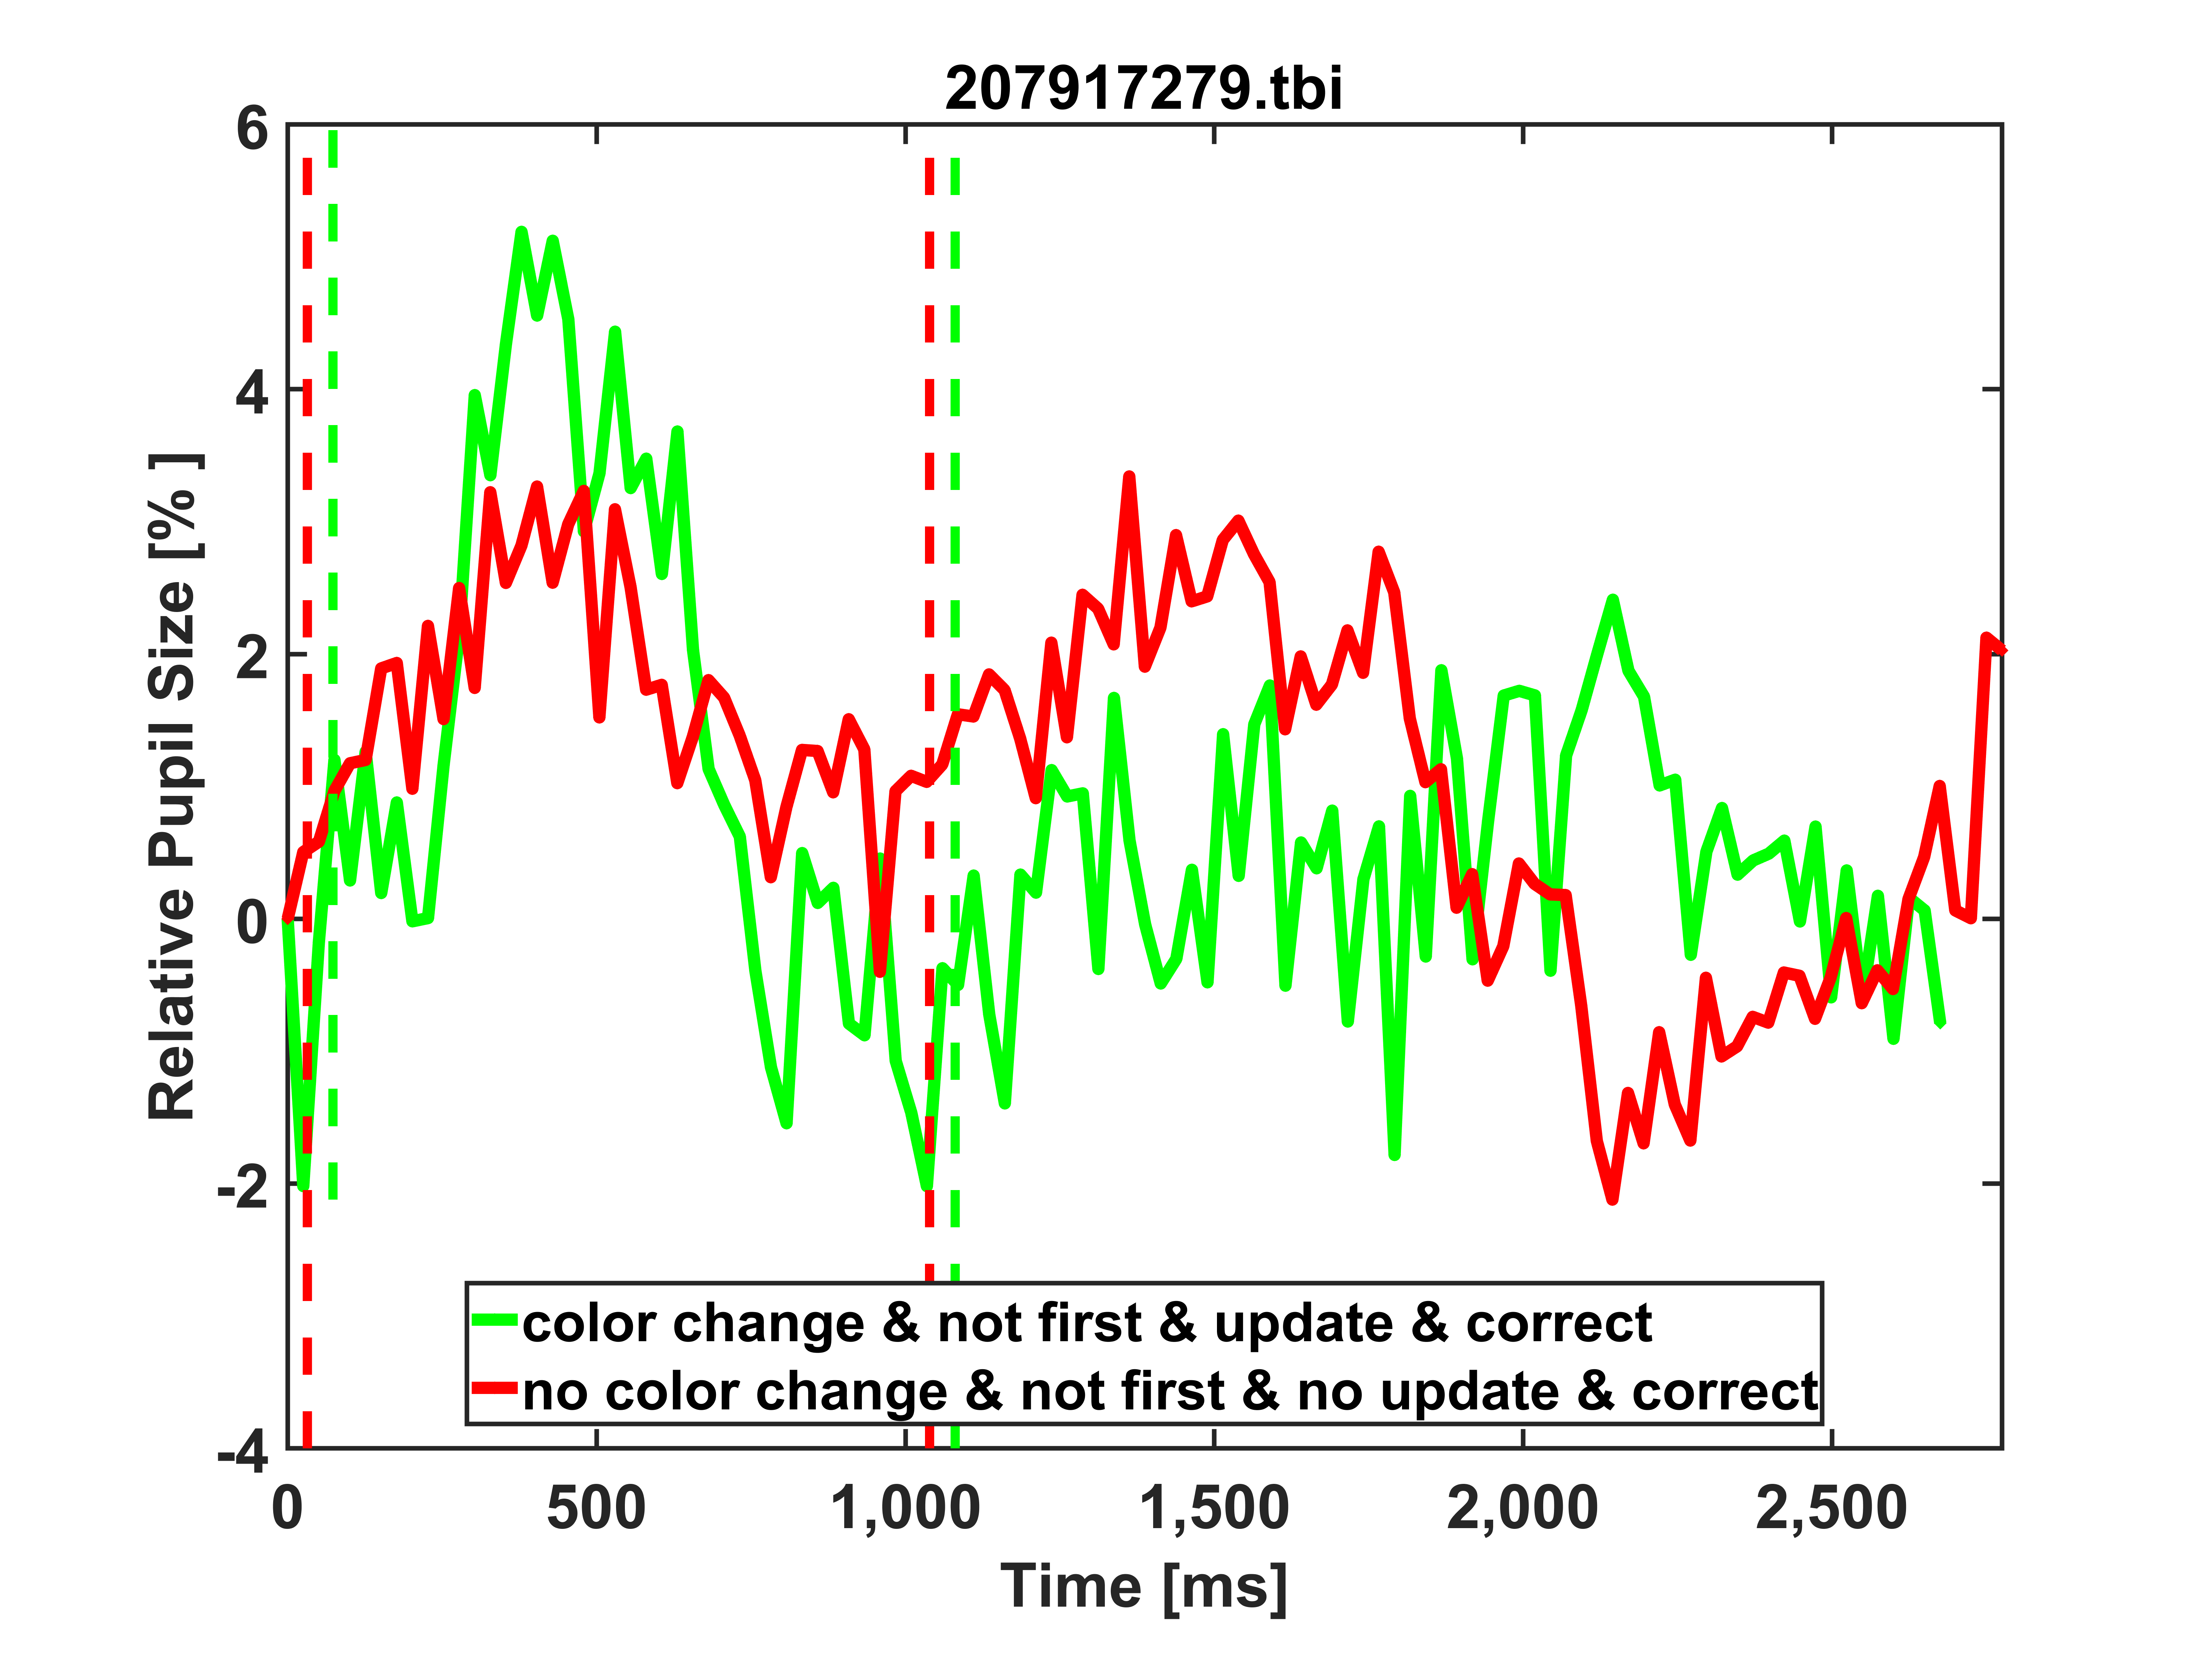 207917279.tbi
6
4
2
0
-2
-4
Relative Pupil Size [% ]
color change & not first & update & correct
no color change & not first & no update & correct
0 500 1,000 1,500 2,000 2,500
Time [ms]